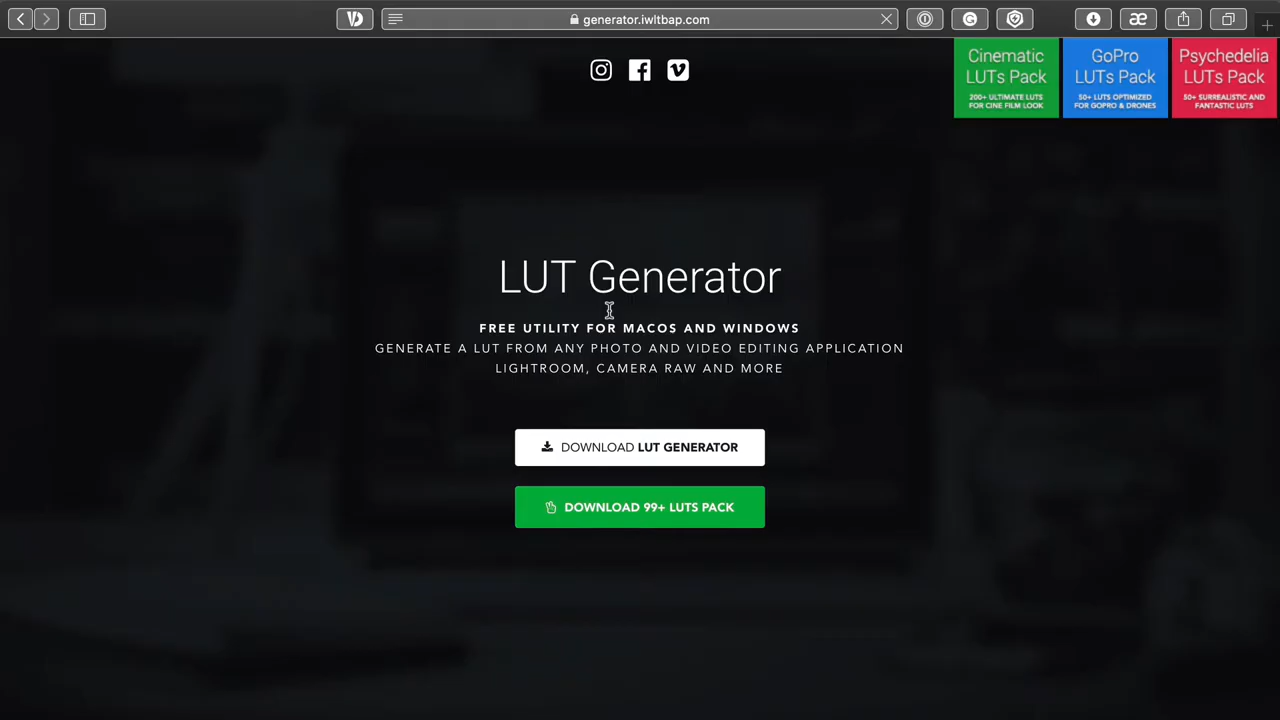 generator.iwltbap.com
Cinematic
LUTs Pack
200+ ULTIMATE LUTS
FOR CINE FILM LOOK
GoPro
LUTs Pack
50+ LUTS OPTIMIZED
FOR GOPRO & DRONES
Psychedelia
LUTs Pack
50+ SURREALISTIC AND
FANTASTIC LUTS
LUT Generator
FREE UTILITY FOR MACOS AND WINDOWS
GENERATE A LUT FROM ANY PHOTO AND VIDEO EDITING APPLICATION
LIGHTROOM, CAMERA RAW AND MORE
DOWNLOAD LUT GENERATOR
DOWNLOAD 99+ LUTS PACK